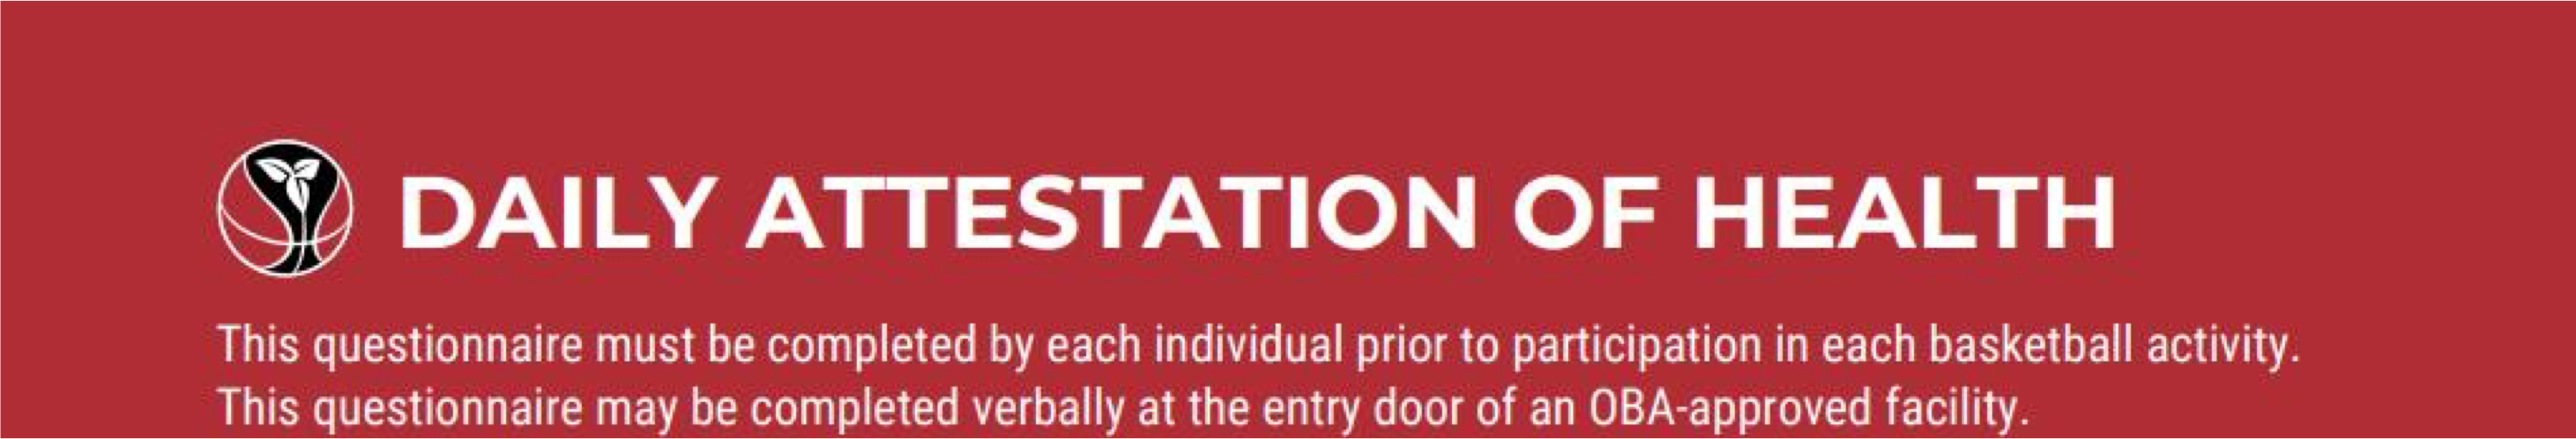 DAILY ATTESTATION OF HEALTH
This questionnaire must be completed by each individual prior to participation in each basketball activity.
This questionnaire may be completed verbally at the entry door of an OBA-approved facility.